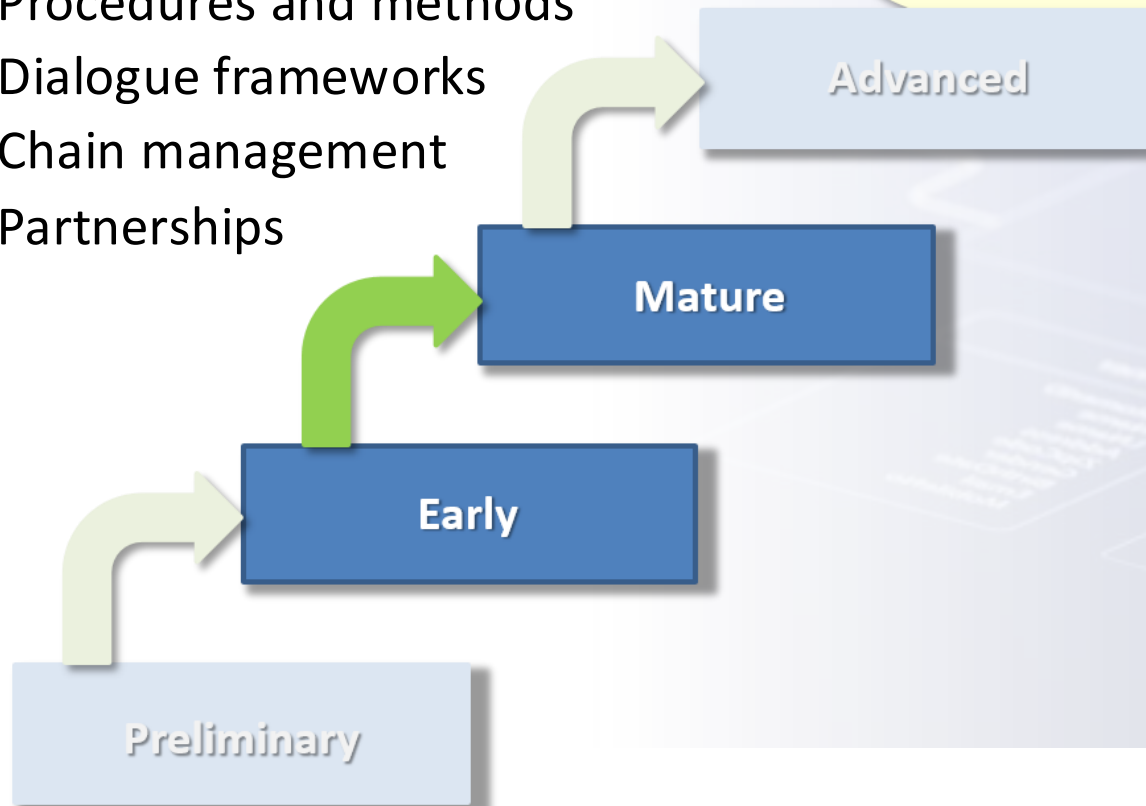 Procedures and methods
Dialogue frameworks
Chain management
Partnerships
Advanced
Mature
Early
Preliminary